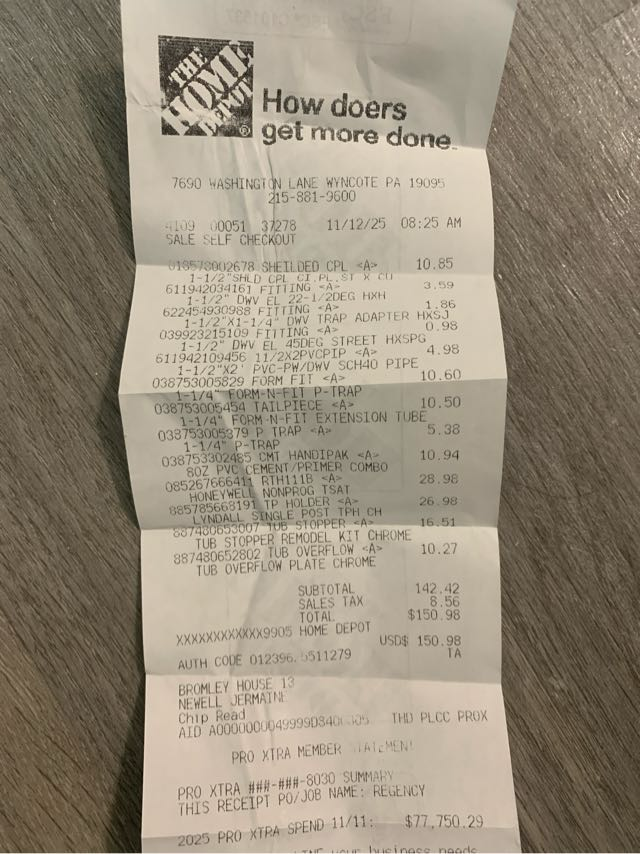 THE
HOME
DEPOT
How doers
get more done.
7690 WASHINGTON LANE WYNCOTE PA 19095
215-881-9600
4109 00051 37278 11/12/25 08:25 AM
SALE SELF CHECKOUT
018578002678 SHEILDED CPL <A> 10.85
1-1/2"SHLD CPL CI,PL,ST X CU
611942034161 FITTING <A> 3.59
1-1/2" DWV EL 22-1/2DEG HXH
622454930988 FITTING <A> 1.86
1-1/2"X1-1/4" DWV TRAP ADAPTER HXSJ
039923215109 FITTING <A> 0.98
1-1/2" DWV EL 45DEG STREET HXSPG
611942109456 11/2X2PVCPIP <A> 4.98
1-1/2"X2' PVC-PW/DWV SCH40 PIPE
038753005829 FORM FIT <A> 10.60
1-1/4" FORM-N-FIT P-TRAP
038753005454 TAILPIECE <A> 10.50
1-1/4" FORM-N-FIT EXTENSION TUBE
038753005379 P TRAP <A> 5.38
1-1/4" P-TRAP
038753302485 CMT HANDIPAK <A> 10.94
8OZ PVC CEMENT/PRIMER COMBO
085267666411 RTH111B <A> 28.98
HONEYWELL NONPROG TSAT
885785668191 TP HOLDER <A> 26.98
LYNDALL SINGLE POST TPH CH
887480653007 TUB STOPPER <A> 16.51
TUB STOPPER REMODEL KIT CHROME
887480652802 TUB OVERFLOW <A> 10.27
TUB OVERFLOW PLATE CHROME
SUBTOTAL 142.42
SALES TAX 8.56
TOTAL $150.98
XXXXXXXXXXXX9905 HOME DEPOT
USD$ 150.98
AUTH CODE 012396 TA
BROMLEY HOUSE 13
NEWELL JERMAINE
Chip Read
AID THD PLCC PROX
PRO XTRA MEMBER STATEMENT
PRO XTRA ###-###-8030 SUMMARY
THIS RECEIPT PO/JOB NAME: REGENCY
2025 PRO XTRA SPEND 11/11: $77,750.29
your business needs